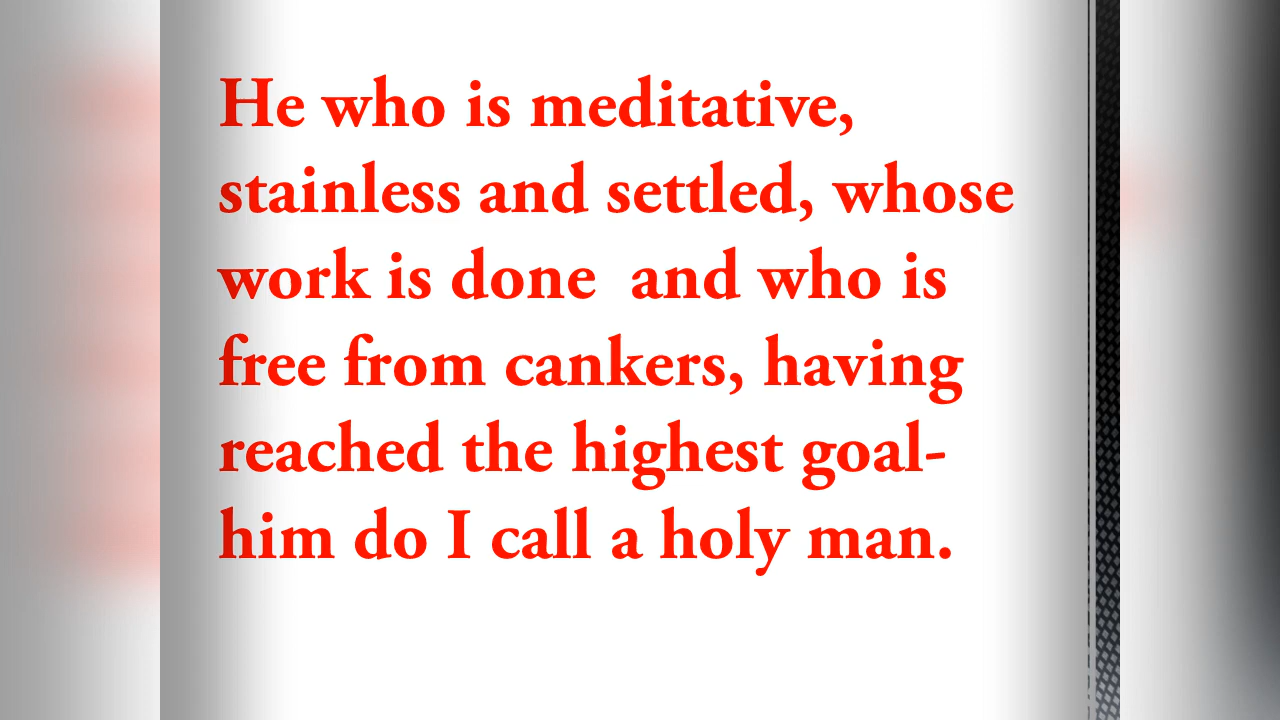 He who is meditative,
stainless and settled, whose
work is done  and who is
free from cankers, having
reached the highest goal-
him do I call a holy man.